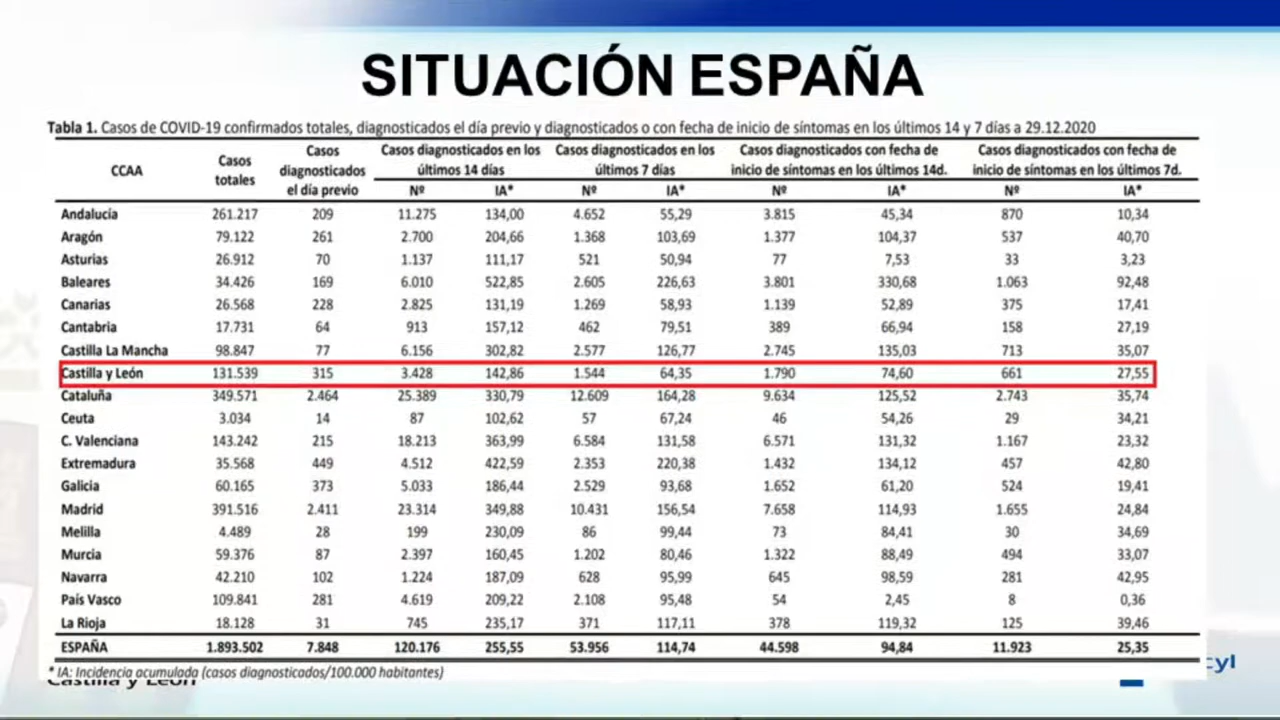 SITUACIÓN ESPAÑA
Tabla 1. Casos de COVID-19 confirmados totales, diagnosticados el día previo y diagnosticados o con fecha de inicio de síntomas en los últimos 14 y 7 días a 29.12.2020
CCAA Casos totales Casos diagnosticados el día previo Casos diagnosticados en los últimos 14 días Casos diagnosticados en los últimos 7 días Casos diagnosticados con fecha de inicio de síntomas en los últimos 14d. Casos diagnosticados con fecha de inicio de síntomas en los últimos 7d.
Nº IA* Nº IA* Nº IA* Nº IA*
Andalucía 261.217 209 11.275 134,00 4.652 55,29 3.815 45,34 870 10,34
Aragón 79.122 261 2.700 204,66 1.368 103,69 1.377 104,37 537 40,70
Asturias 26.912 70 1.137 111,17 521 50,94 77 7,53 33 3,23
Baleares 34.426 169 6.010 522,85 2.605 226,63 3.801 330,68 1.063 92,48
Canarias 26.568 228 2.825 131,19 1.269 58,93 1.139 52,89 375 17,41
Cantabria 17.731 64 913 157,12 462 79,51 389 66,94 158 27,19
Castilla La Mancha 98.847 77 6.156 302,82 2.577 126,77 2.745 135,03 713 35,07
Castilla y León 131.539 315 3.428 142,86 1.544 64,35 1.790 74,60 661 27,55
Cataluña 349.571 2.464 25.389 330,79 12.609 164,28 9.634 125,52 2.743 35,74
Ceuta 3.034 14 87 102,62 57 67,24 46 54,26 29 34,21
C. Valenciana 143.242 215 18.213 363,99 6.584 131,58 6.571 131,32 1.167 23,32
Extremadura 35.568 449 4.512 422,59 2.353 220,38 1.432 134,12 457 42,80
Galicia 60.165 373 5.033 186,44 2.529 93,68 1.652 61,20 524 19,41
Madrid 391.516 2.411 23.314 349,88 10.431 156,54 7.658 114,93 1.655 24,84
Melilla 4.489 28 199 230,09 86 99,44 73 84,41 30 34,69
Murcia 59.376 87 2.397 160,45 1.202 80,46 1.322 88,49 494 33,07
Navarra 42.210 102 1.224 187,09 628 95,99 645 98,59 281 42,95
País Vasco 109.841 281 4.619 209,22 2.108 95,48 54 2,45 8 0,36
La Rioja 18.128 31 745 235,17 371 117,11 378 119,32 125 39,46
ESPAÑA 1.893.502 7.848 120.176 255,55 53.956 114,74 44.598 94,84 11.923 25,35
* IA: Incidencia acumulada (casos diagnosticados/100.000 habitantes)
Castilla y León
cyl